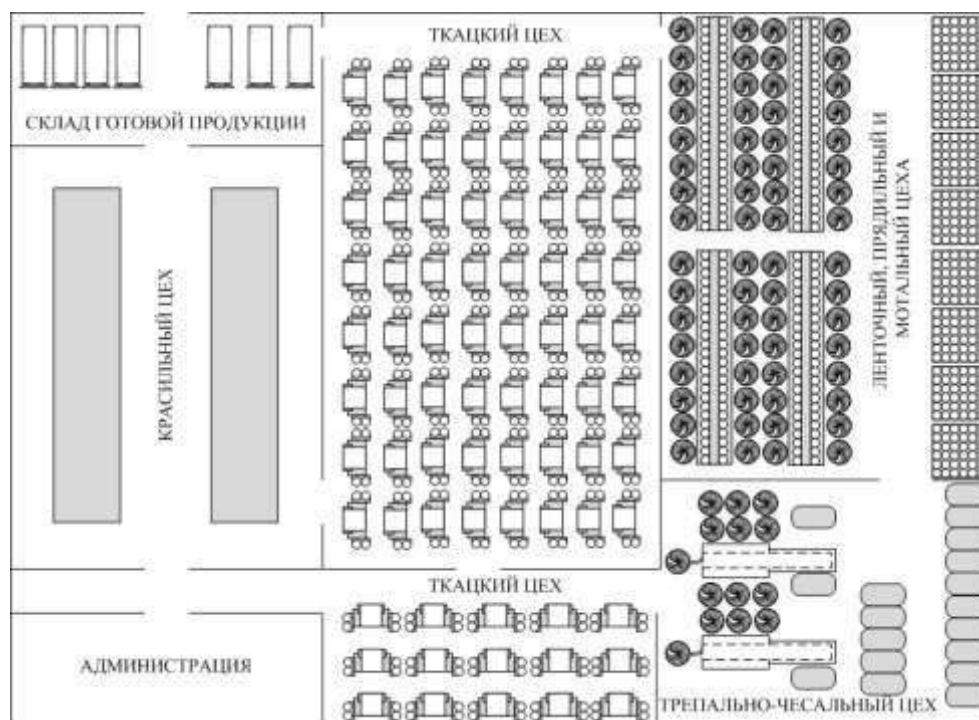 ТКАЦКИЙ ЦЕХ
СКЛАД ГОТОВОЙ ПРОДУКЦИИ
КРАСИЛЬНЫЙ ЦЕХ
ЛЕНТОЧНЫЙ, ПРЯДИЛЬНЫЙ И
МОТАЛЬНЫЙ ЦЕХА
ТКАЦКИЙ ЦЕХ
АДМИНИСТРАЦИЯ
ТРЕПАЛЬНО-ЧЕСАЛЬНЫЙ ЦЕХ